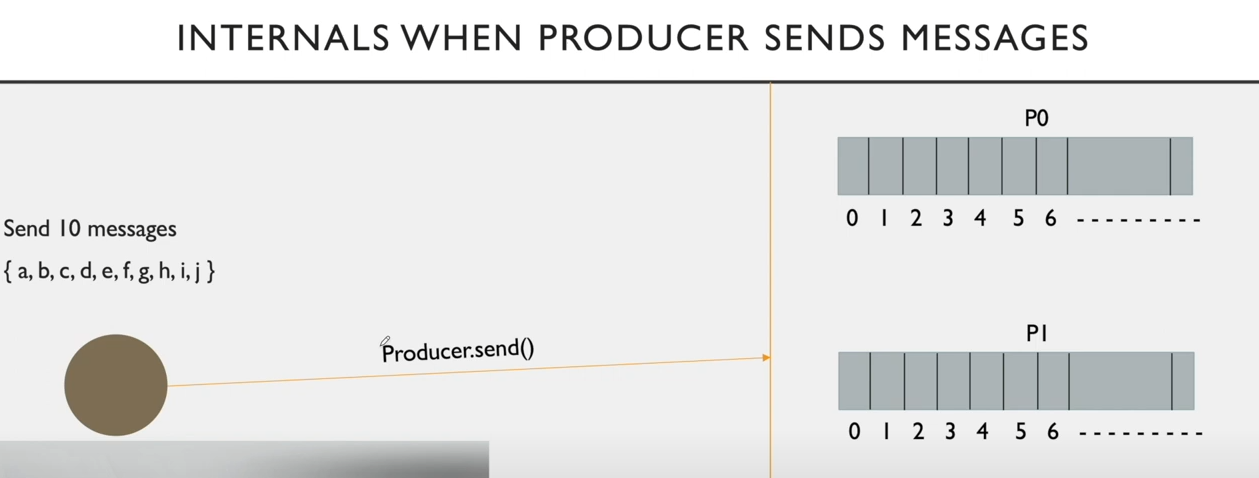 INTERNALS WHEN PRODUCER SENDS MESSAGES
P0
0 1 2 3 4 5 6 ---------
Send 10 messages
{ a, b, c, d, e, f, g, h, i, j }
Producer.send()
P1
0 1 2 3 4 5 6 ---------